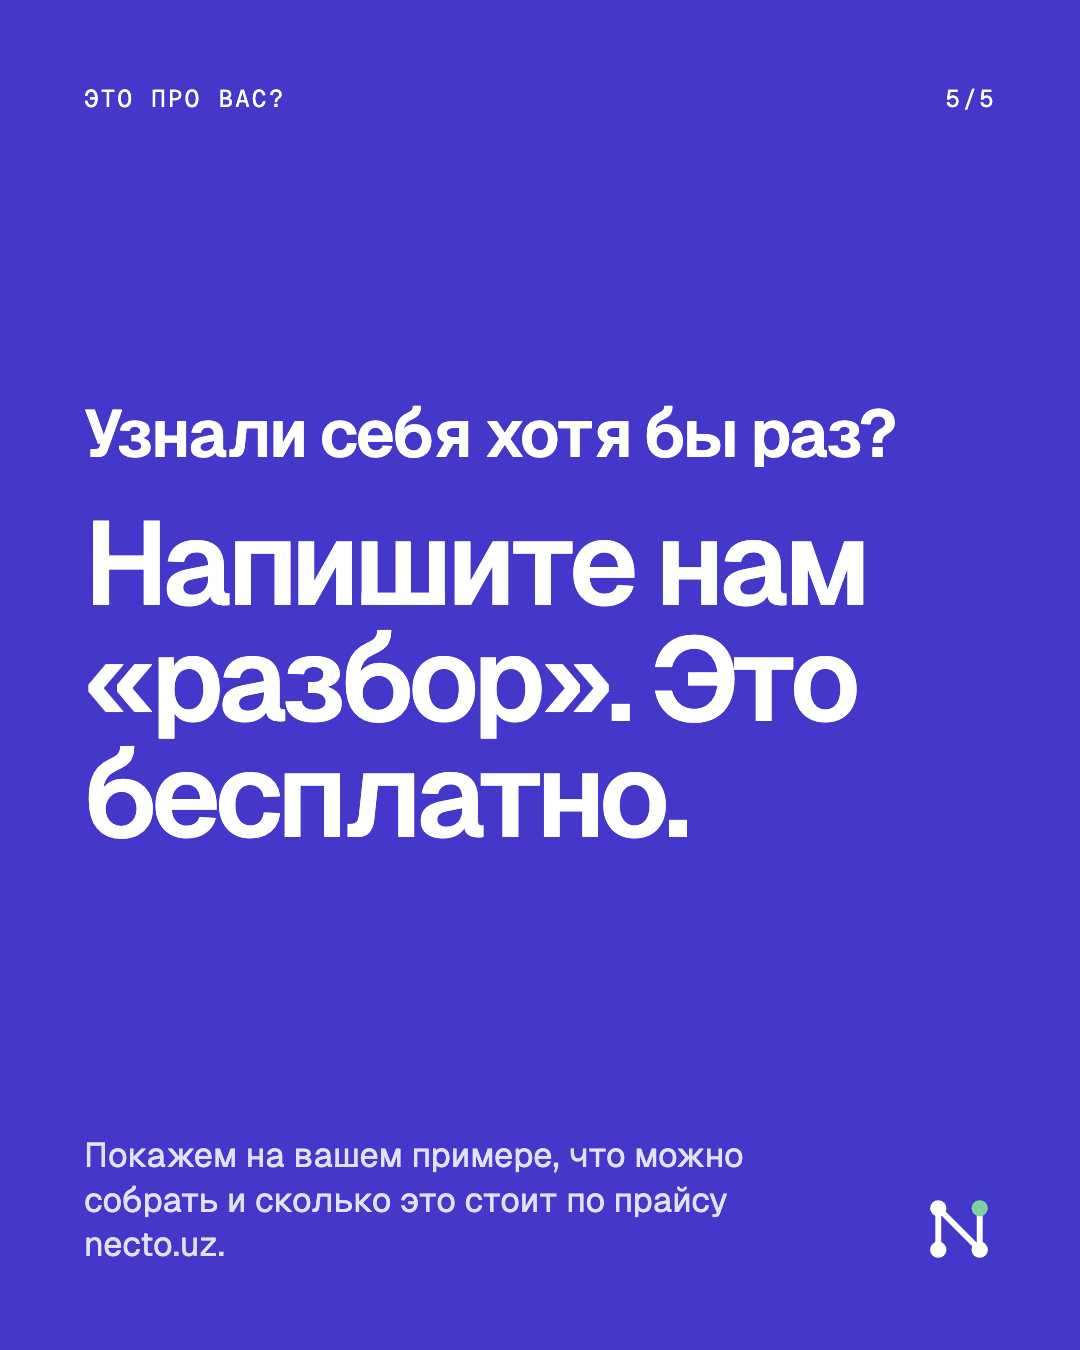 ЭТО ПРО ВАС?
5/5
Узнали себя хотя бы раз?
Напишите нам
«разбор». Это
бесплатно.
Покажем на вашем примере, что можно
собрать и сколько это стоит по прайсу
necto.uz.